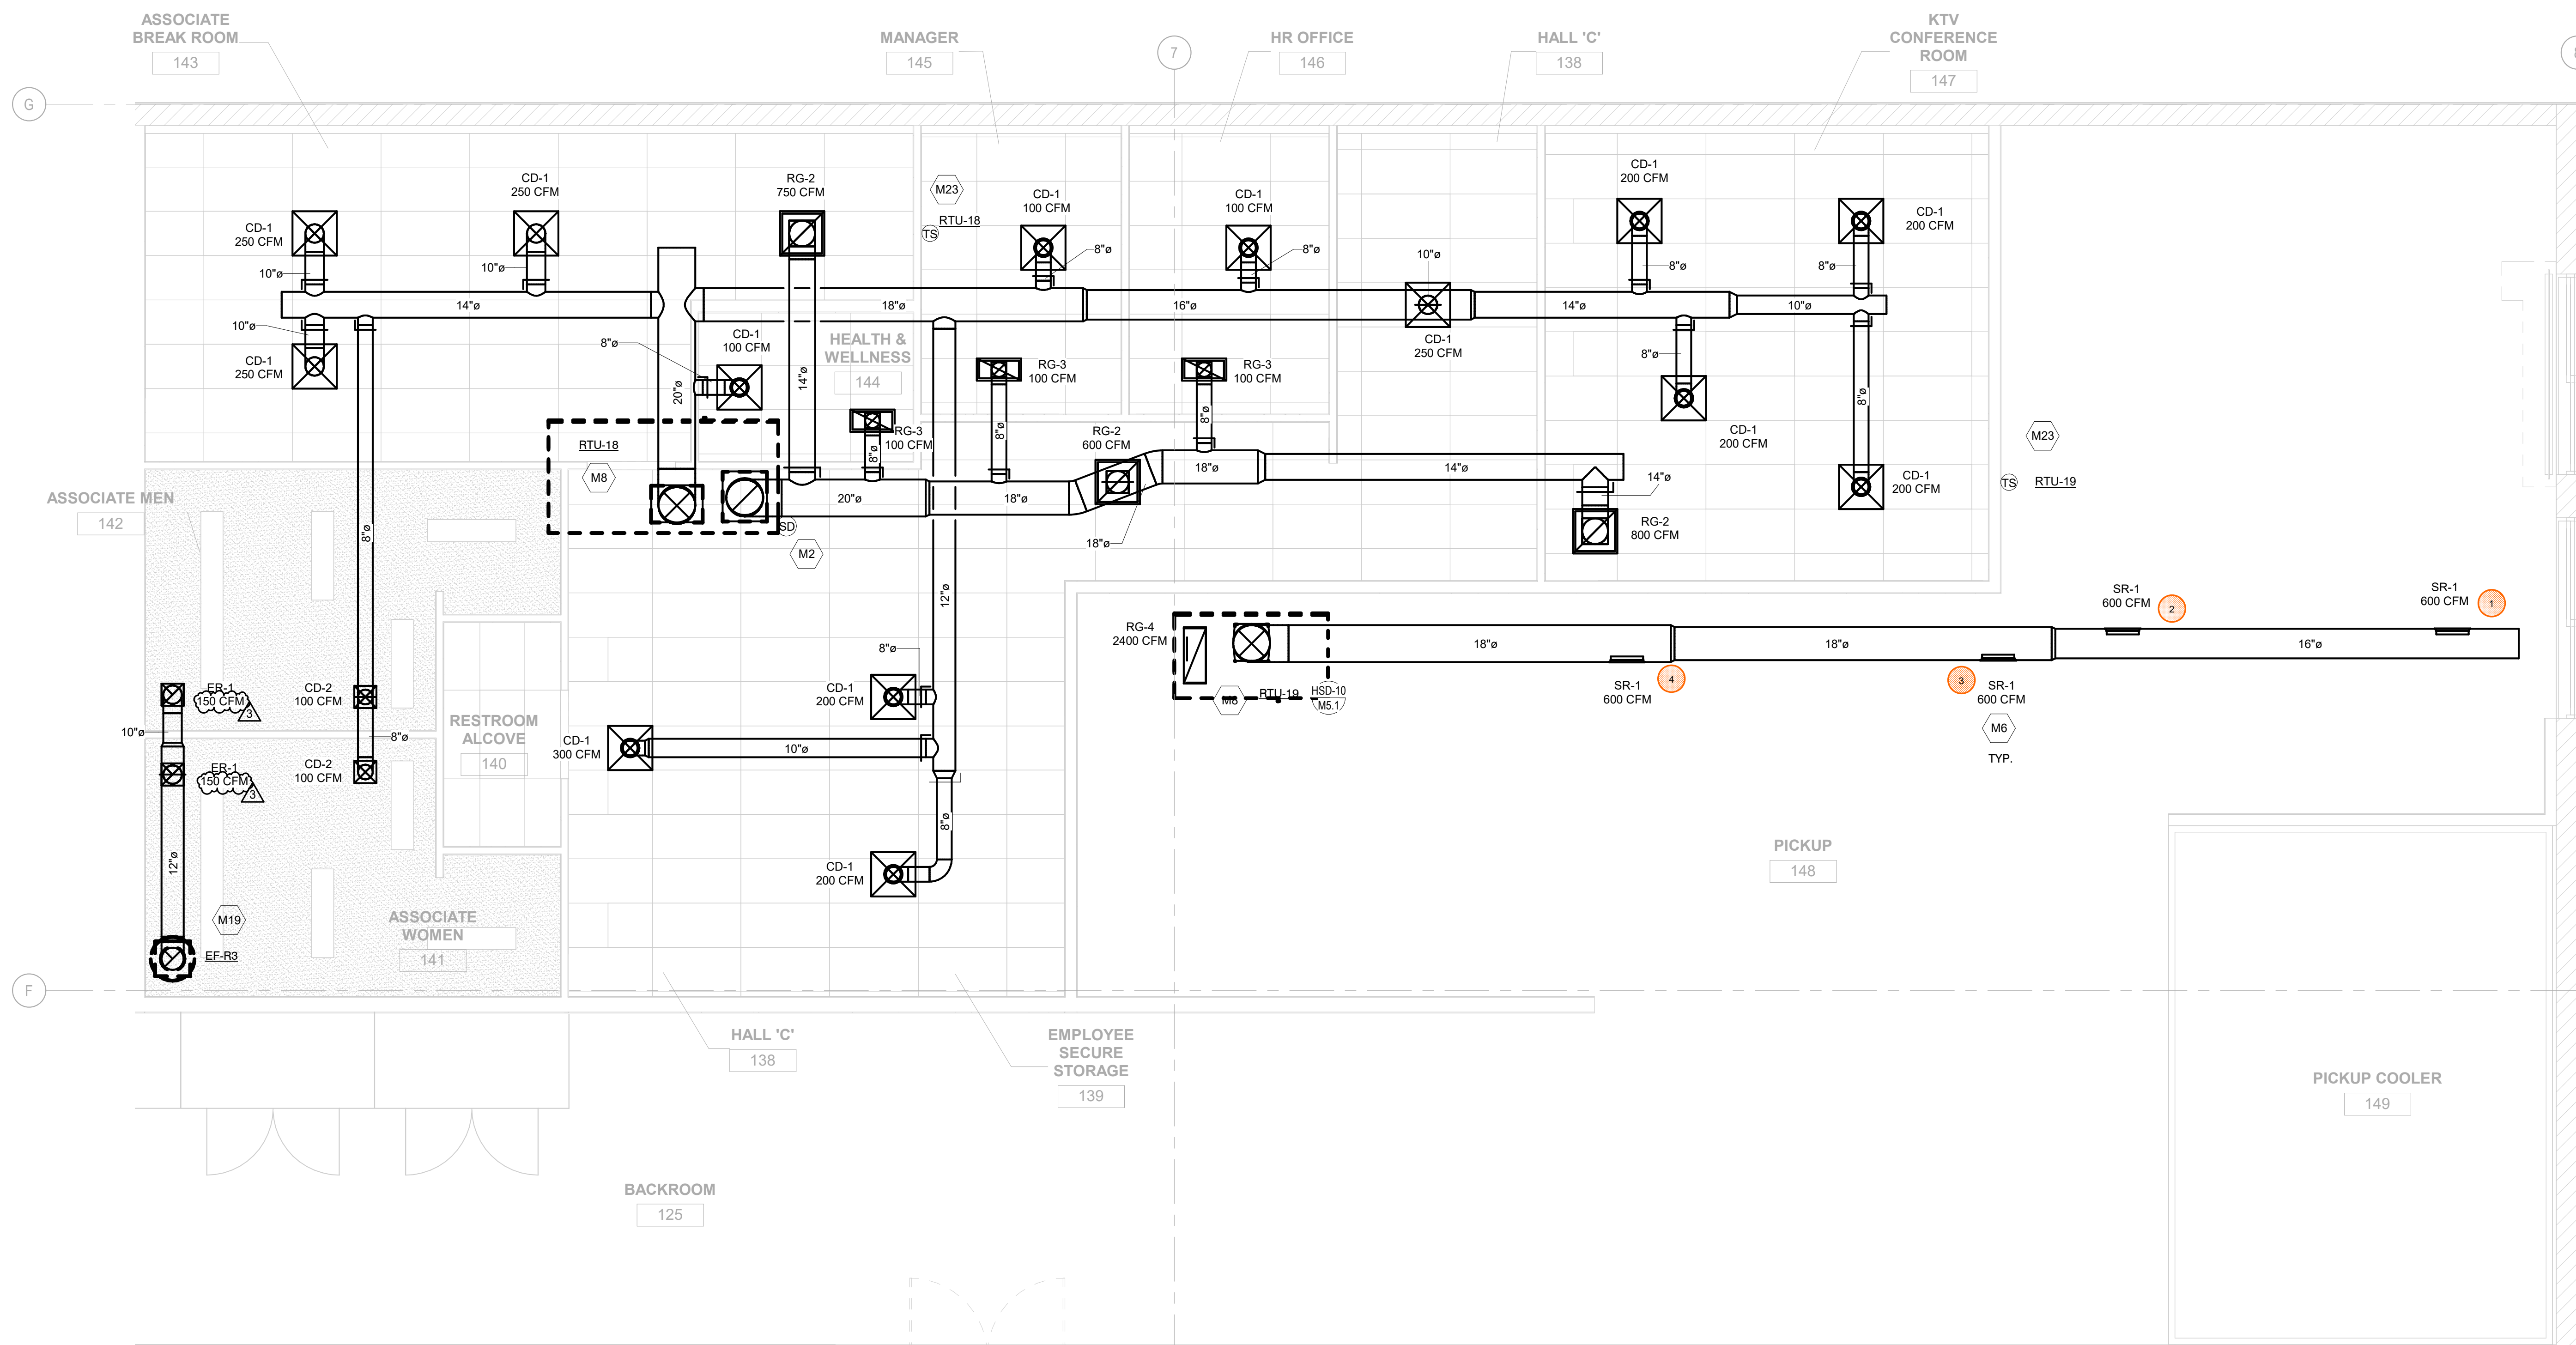 ASSOCIATE
BREAK ROOM
143
MANAGER
145
7
HR OFFICE
146
HALL 'C'
138
KTV
CONFERENCE
ROOM
147
G
CD-1
250 CFM
CD-1
250 CFM
RG-2
750 CFM
M23
TS
RTU-18
CD-1
100 CFM
8"ø
CD-1
100 CFM
8"ø
10"ø
CD-1
200 CFM
8"ø
CD-1
200 CFM
8"ø
10"ø
10"ø
14"ø
18"ø
16"ø
14"ø
10"ø
10"ø
CD-1
250 CFM
8"ø
CD-1
100 CFM
20"ø
14"ø
HEALTH &
WELLNESS
144
CD-1
250 CFM
RG-3
100 CFM
RG-3
100 CFM
8"ø
CD-1
200 CFM
8"ø
RG-3
100 CFM
8"ø
8"ø
8"ø
RG-2
600 CFM
RTU-18
M8
20"ø
18"ø
18"ø
14"ø
14"ø
18"ø
SD
M2
RG-2
800 CFM
CD-1
200 CFM
M23
TS
RTU-19
ASSOCIATE MEN
142
8"ø
12"ø
8"ø
RG-4
2400 CFM
18"ø
18"ø
16"ø
SR-1
600 CFM
2
SR-1
600 CFM
1
SR-1
600 CFM
4
3
SR-1
600 CFM
M6
TYP.
M8
RTU-19
HSD-10
M5.1
ER-1
150 CFM
3
10"ø
ER-1
150 CFM
3
CD-2
100 CFM
8"ø
CD-2
100 CFM
RESTROOM
ALCOVE
140
CD-1
200 CFM
CD-1
300 CFM
10"ø
8"ø
CD-1
200 CFM
12"ø
M19
EF-R3
ASSOCIATE
WOMEN
141
PICKUP
148
F
HALL 'C'
138
EMPLOYEE
SECURE
STORAGE
139
PICKUP COOLER
149
BACKROOM
125